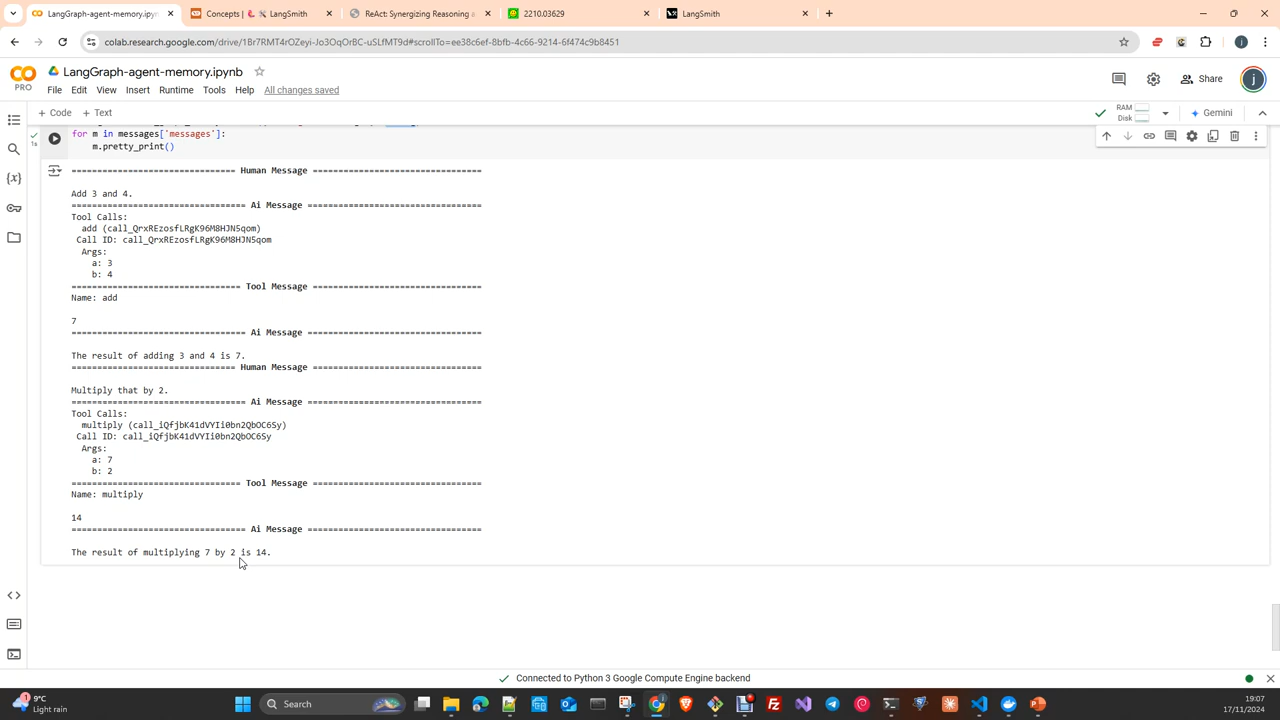 LangGraph-agent-memory.ipynb
Concepts | 🦜🛠️ LangSmith
ReAct: Synergizing Reasoning a
2210.03629
LangSmith
colab.research.google.com/drive/1Br7RMT4rOZeyi-Jo3OqOrBC-uSLfMT9d#scrollTo=ee38c6ef-8bfb-4c66-9214-6f474c9b8451
PRO
LangGraph-agent-memory.ipynb
File Edit View Insert Runtime Tools Help All changes saved
Share
j
+ Code + Text
RAM
Disk
Gemini
1s
for m in messages['messages']:
    m.pretty_print()
================================ Human Message =================================
Add 3 and 4.
================================== Ai Message ==================================
Tool Calls:
  add (call_QrxREzosfLRgK96M8HJN5qom)
 Call ID: call_QrxREzosfLRgK96M8HJN5qom
  Args:
    a: 3
    b: 4
================================= Tool Message =================================
Name: add
7
================================== Ai Message ==================================
The result of adding 3 and 4 is 7.
================================ Human Message =================================
Multiply that by 2.
================================== Ai Message ==================================
Tool Calls:
  multiply (call_iQfjbK41dVYIi0bn2QbOC6Sy)
 Call ID: call_iQfjbK41dVYIi0bn2QbOC6Sy
  Args:
    a: 7
    b: 2
================================= Tool Message =================================
Name: multiply
14
================================== Ai Message ==================================
The result of multiplying 7 by 2 is 14.
Connected to Python 3 Google Compute Engine backend
9°C
Light rain
Search
19:07
17/11/2024